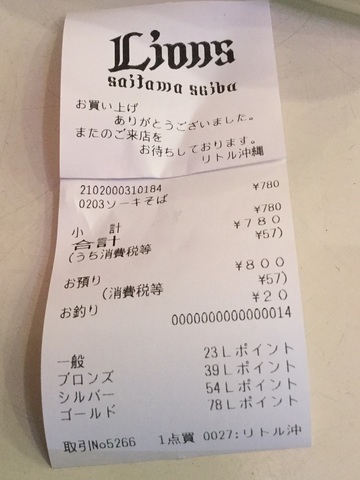 Lions
saitama seibu
お買い上げ
ありがとうございました。
またのご来店を
お待ちしております。
リトル沖縄
2102000310184
0203ソーキそば ¥780
小 計 ¥780
合計 ¥780
(うち消費税等 ¥57)
お預り ¥800
(消費税等 ¥57)
お釣り ¥20
0000000000000014
一般 23Lポイント
ブロンズ 39Lポイント
シルバー 54Lポイント
ゴールド 78Lポイント
取引No5266 1点買 0027:リトル沖